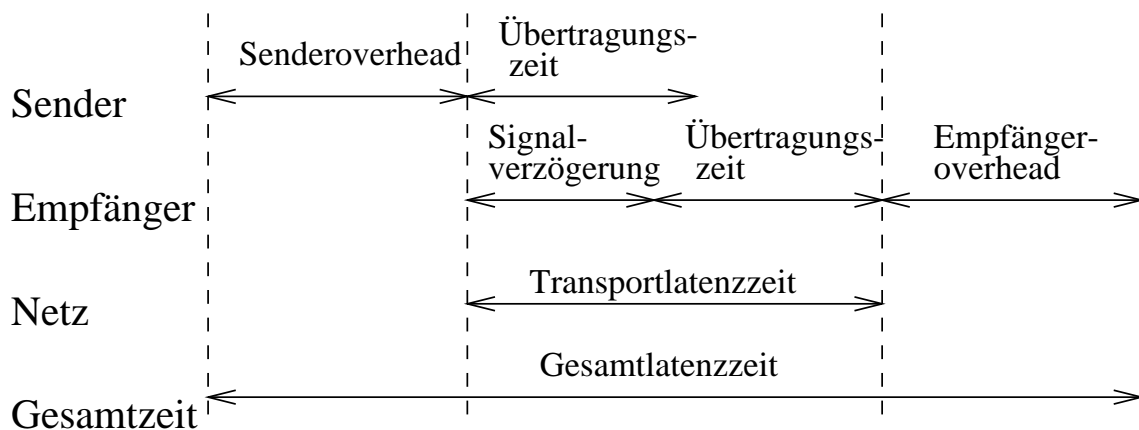 Senderoverhead
Übertragungs-
zeit
Sender
Signal-
verzögerung
Übertragungs-
zeit
Empfänger-
overhead
Empfänger
Transportlatenzzeit
Netz
Gesamtlatenzzeit
Gesamtzeit